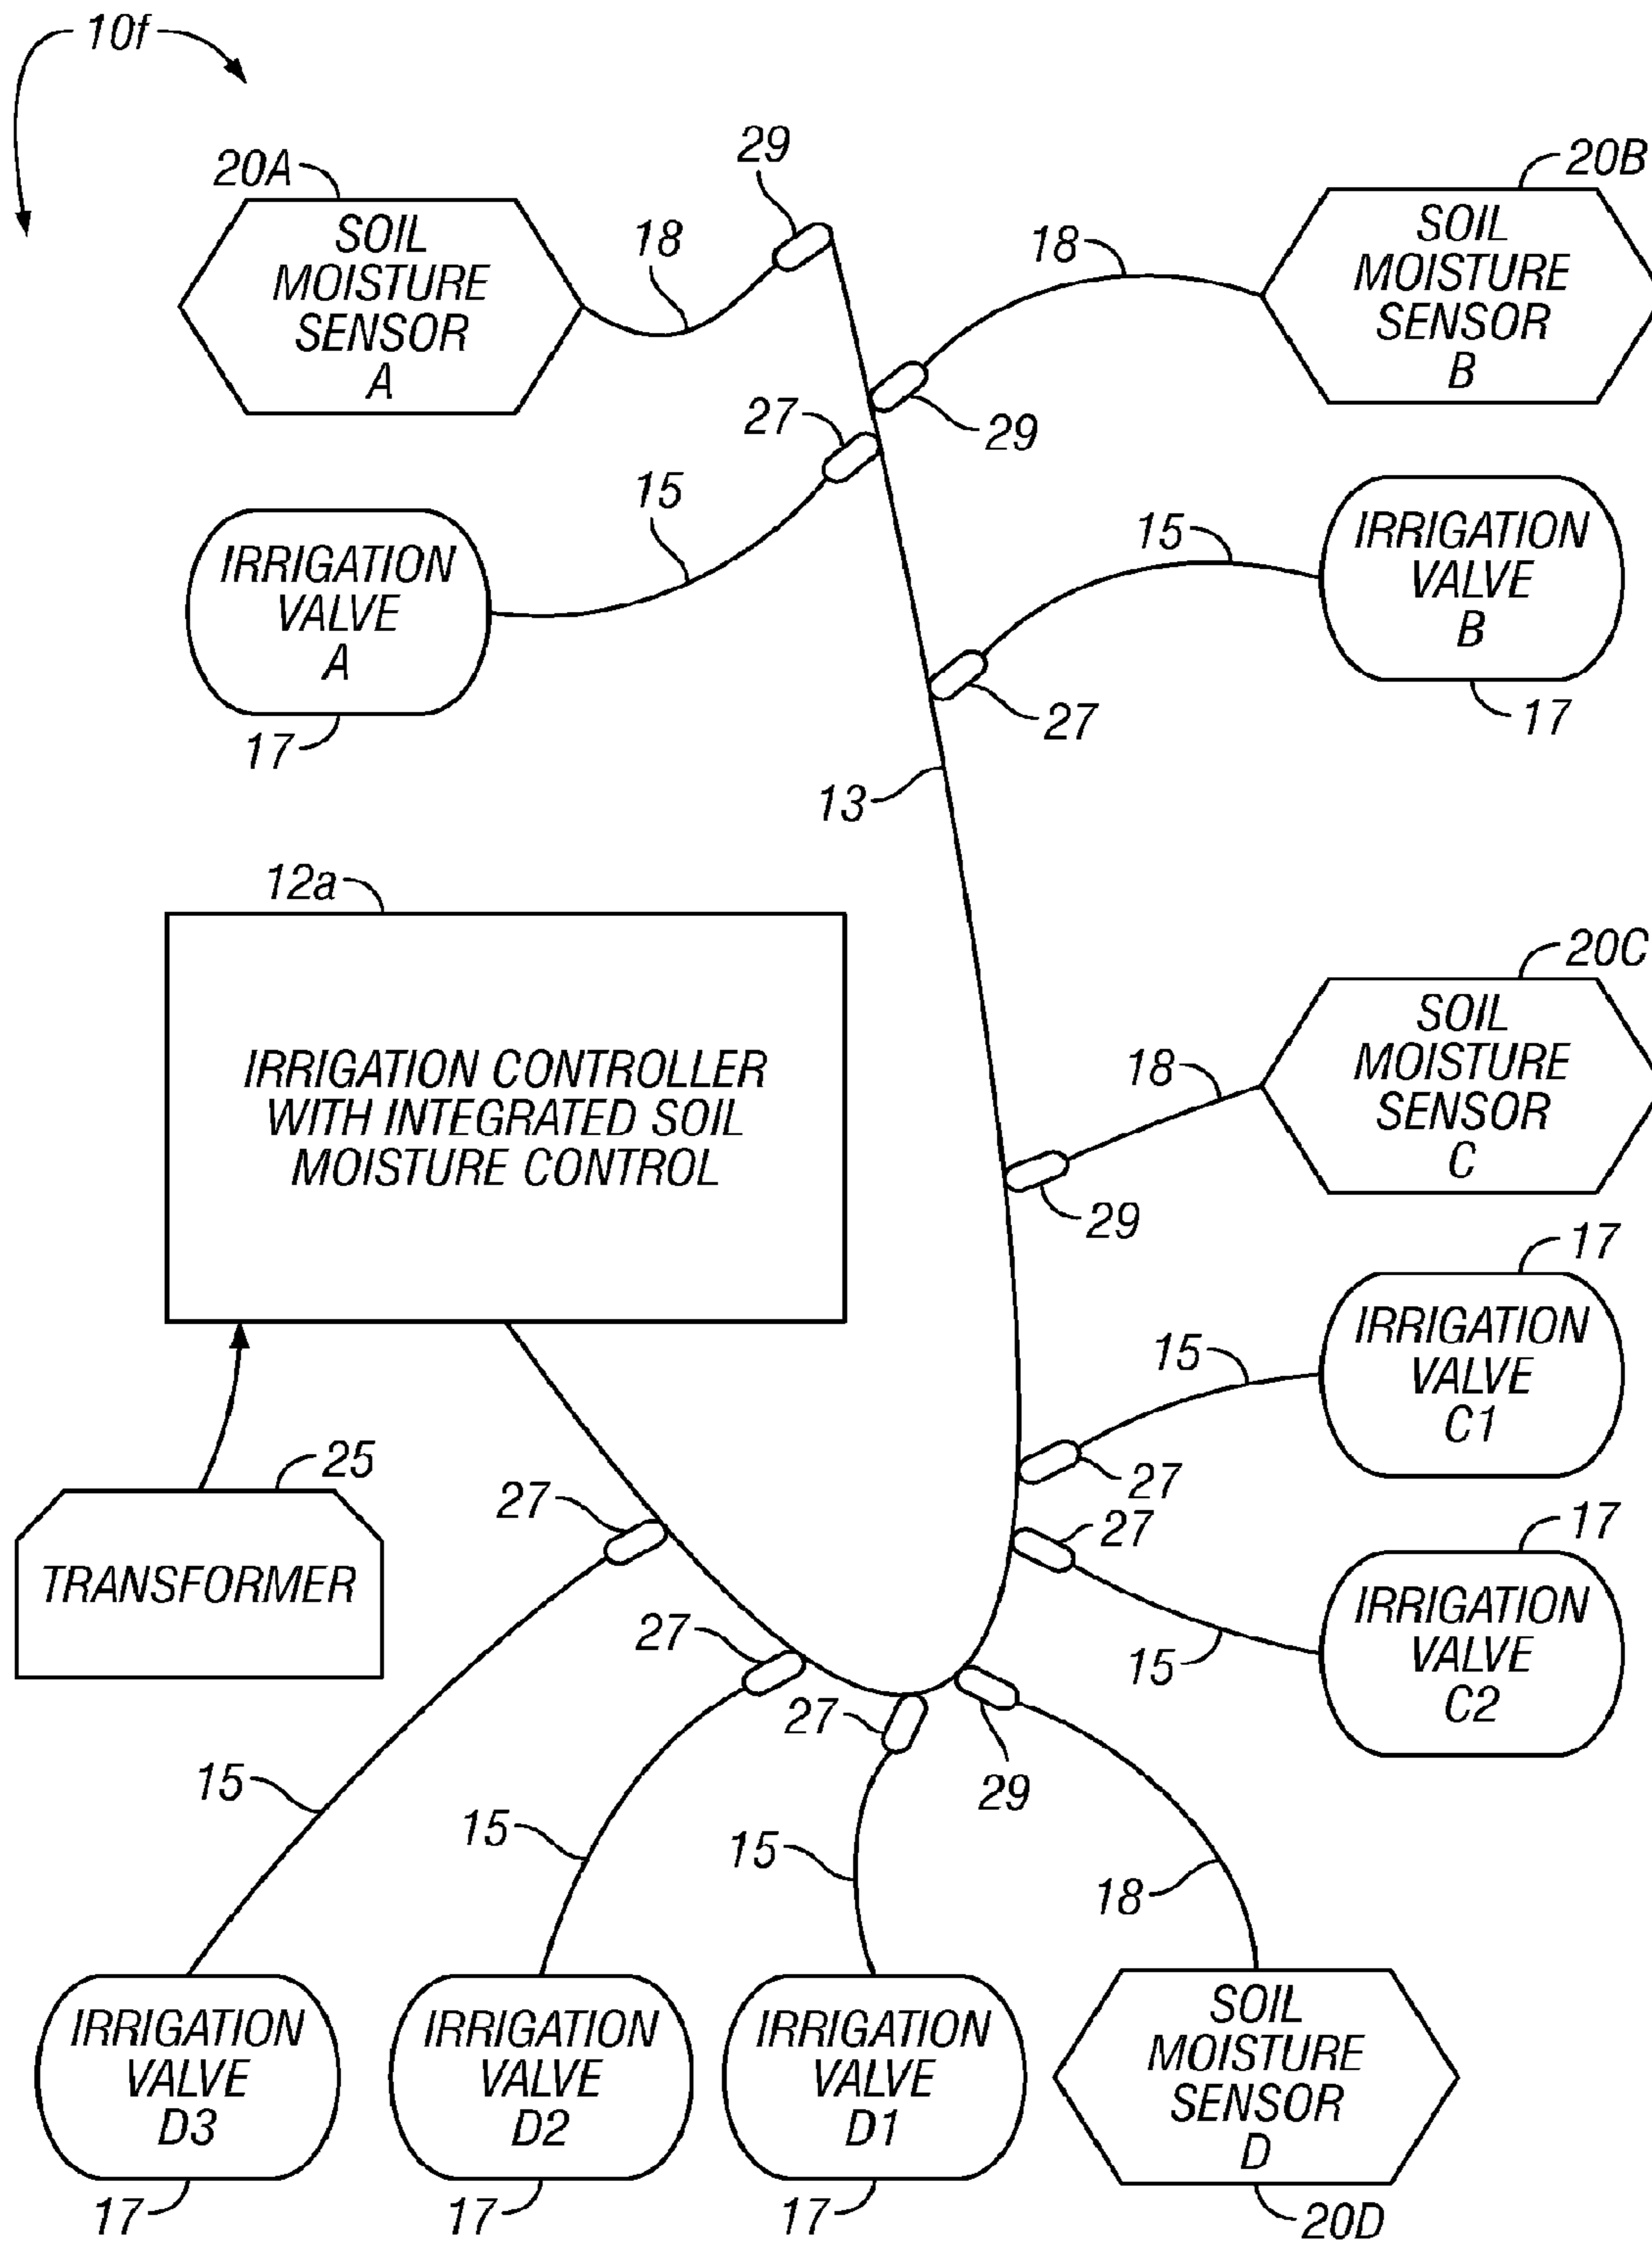 10f
29
20A
20B
SOIL
MOISTURE
SENSOR
A
18
18
SOIL
MOISTURE
SENSOR
B
27
29
15
IRRIGATION
VALVE
A
15
IRRIGATION
VALVE
B
17
27
17
13
12a
IRRIGATION CONTROLLER
WITH INTEGRATED SOIL
MOISTURE CONTROL
20C
SOIL
MOISTURE
SENSOR
C
18
29
17
IRRIGATION
VALVE
C1
15
27
25
TRANSFORMER
27
27
17
IRRIGATION
VALVE
C2
15
27
27
29
15
15
15
18
IRRIGATION
VALVE
D3
IRRIGATION
VALVE
D2
IRRIGATION
VALVE
D1
SOIL
MOISTURE
SENSOR
D
17
17
17
20D